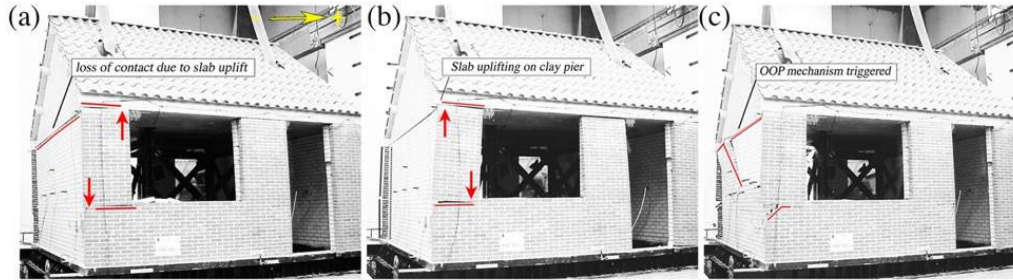 (a)
loss of contact due to slab uplift
(b)
Slab uplifting on clay pier
(c)
OOP mechanism triggered